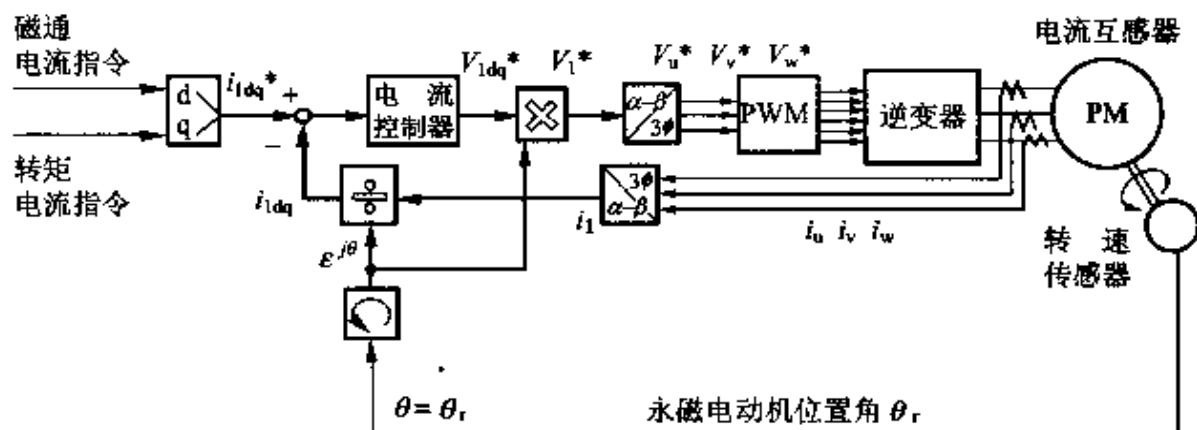 磁通
电流指令
转矩
电流指令
d
q
i1dq*
+
−
电流
控制器
V1dq*
V1*
α–β
3ϕ
Vu* Vv* Vw*
PWM
逆变器
电流互感器
PM
i1dq
÷
i1
3ϕ
α–β
iu iv iw
εjθ
转速
传感器
θ = θr
永磁电动机位置角 θr